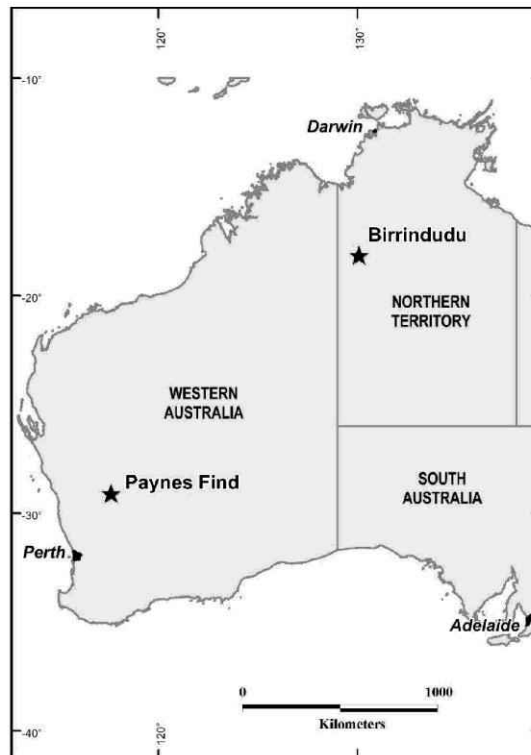 120°
130°
-10°
Darwin
Birrindudu
-20°
NORTHERN
TERRITORY
WESTERN
AUSTRALIA
Paynes Find
SOUTH
AUSTRALIA
-30°
Perth
Adelaide
0
1000
Kilometers
-40°
120°
130°